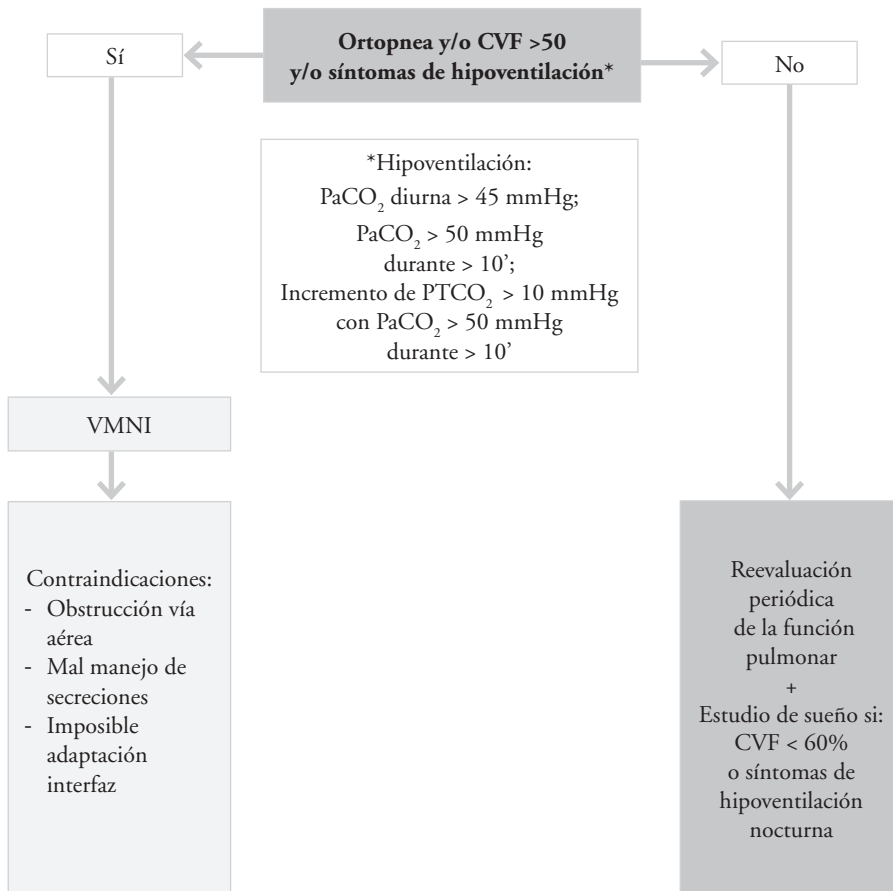 Ortopnea y/o CVF >50
y/o síntomas de hipoventilación*
Sí
No
*Hipoventilación:
PaCO₂ diurna > 45 mmHg;
PaCO₂ > 50 mmHg
durante > 10’;
Incremento de PTCO₂ > 10 mmHg
con PaCO₂ > 50 mmHg
durante > 10’
VMNI
Contraindicaciones:
- Obstrucción vía
aérea
- Mal manejo de
secreciones
- Imposible
adaptación
interfaz
Reevaluación
periódica
de la función
pulmonar
+
Estudio de sueño si:
CVF < 60%
o síntomas de
hipoventilación
nocturna